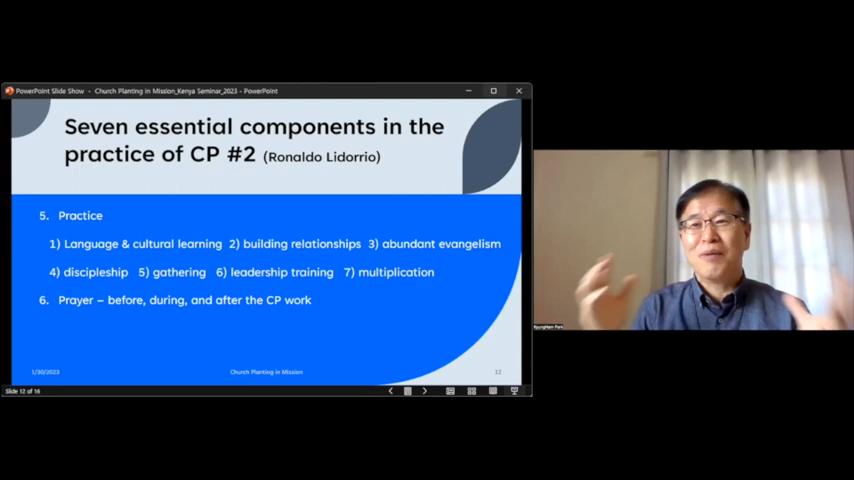 PowerPoint Slide Show - Church Planting in Mission_Kenya Seminar_2023 - PowerPoint
Seven essential components in the
practice of CP #2 (Ronaldo Lidorrio)
5. Practice
1) Language & cultural learning 2) building relationships 3) abundant evangelism
4) discipleship 5) gathering 6) leadership training 7) multiplication
6. Prayer – before, during, and after the CP work
1/30/2023 Church Planting in Mission 12
Slide 12 of 16
KyungNam Park